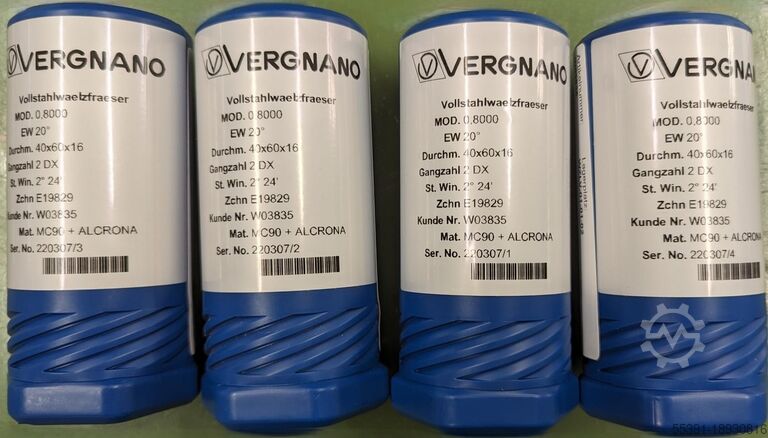 VERGNANO
Vollstahlwaelzfraeser
MOD. 0,8000
EW 20°
Durchm. 40x60x16
Gangzahl 2 DX
St. Win. 2° 24'
Zchn E19829
Kunde Nr. W03835
Mat. MC90 + ALCRONA
Ser. No. 220307/3
VERGNANO
Vollstahlwaelzfraeser
MOD. 0,8000
EW 20°
Durchm. 40x60x16
Gangzahl 2 DX
St. Win. 2° 24'
Zchn E19829
Kunde Nr. W03835
Mat. MC90 + ALCRONA
Ser. No. 220307/2
VERGNANO
Vollstahlwaelzfraeser
MOD. 0,8000
EW 20°
Durchm. 40x60x16
Gangzahl 2 DX
St. Win. 2° 24'
Zchn E19829
Kunde Nr. W03835
Mat. MC90 + ALCRONA
Ser. No. 220307/1
VERGNAN
Vollstahlwaelzfraeser
MOD. 0,8000
EW 20°
Durchm. 40x60x16
Gangzahl 2 DX
St. Win. 2° 24'
Zchn E19829
Kunde Nr. W03835
Mat. MC90 + ALCRONA
Ser. No. 220307/4
Lagerplatz
55391-18930816